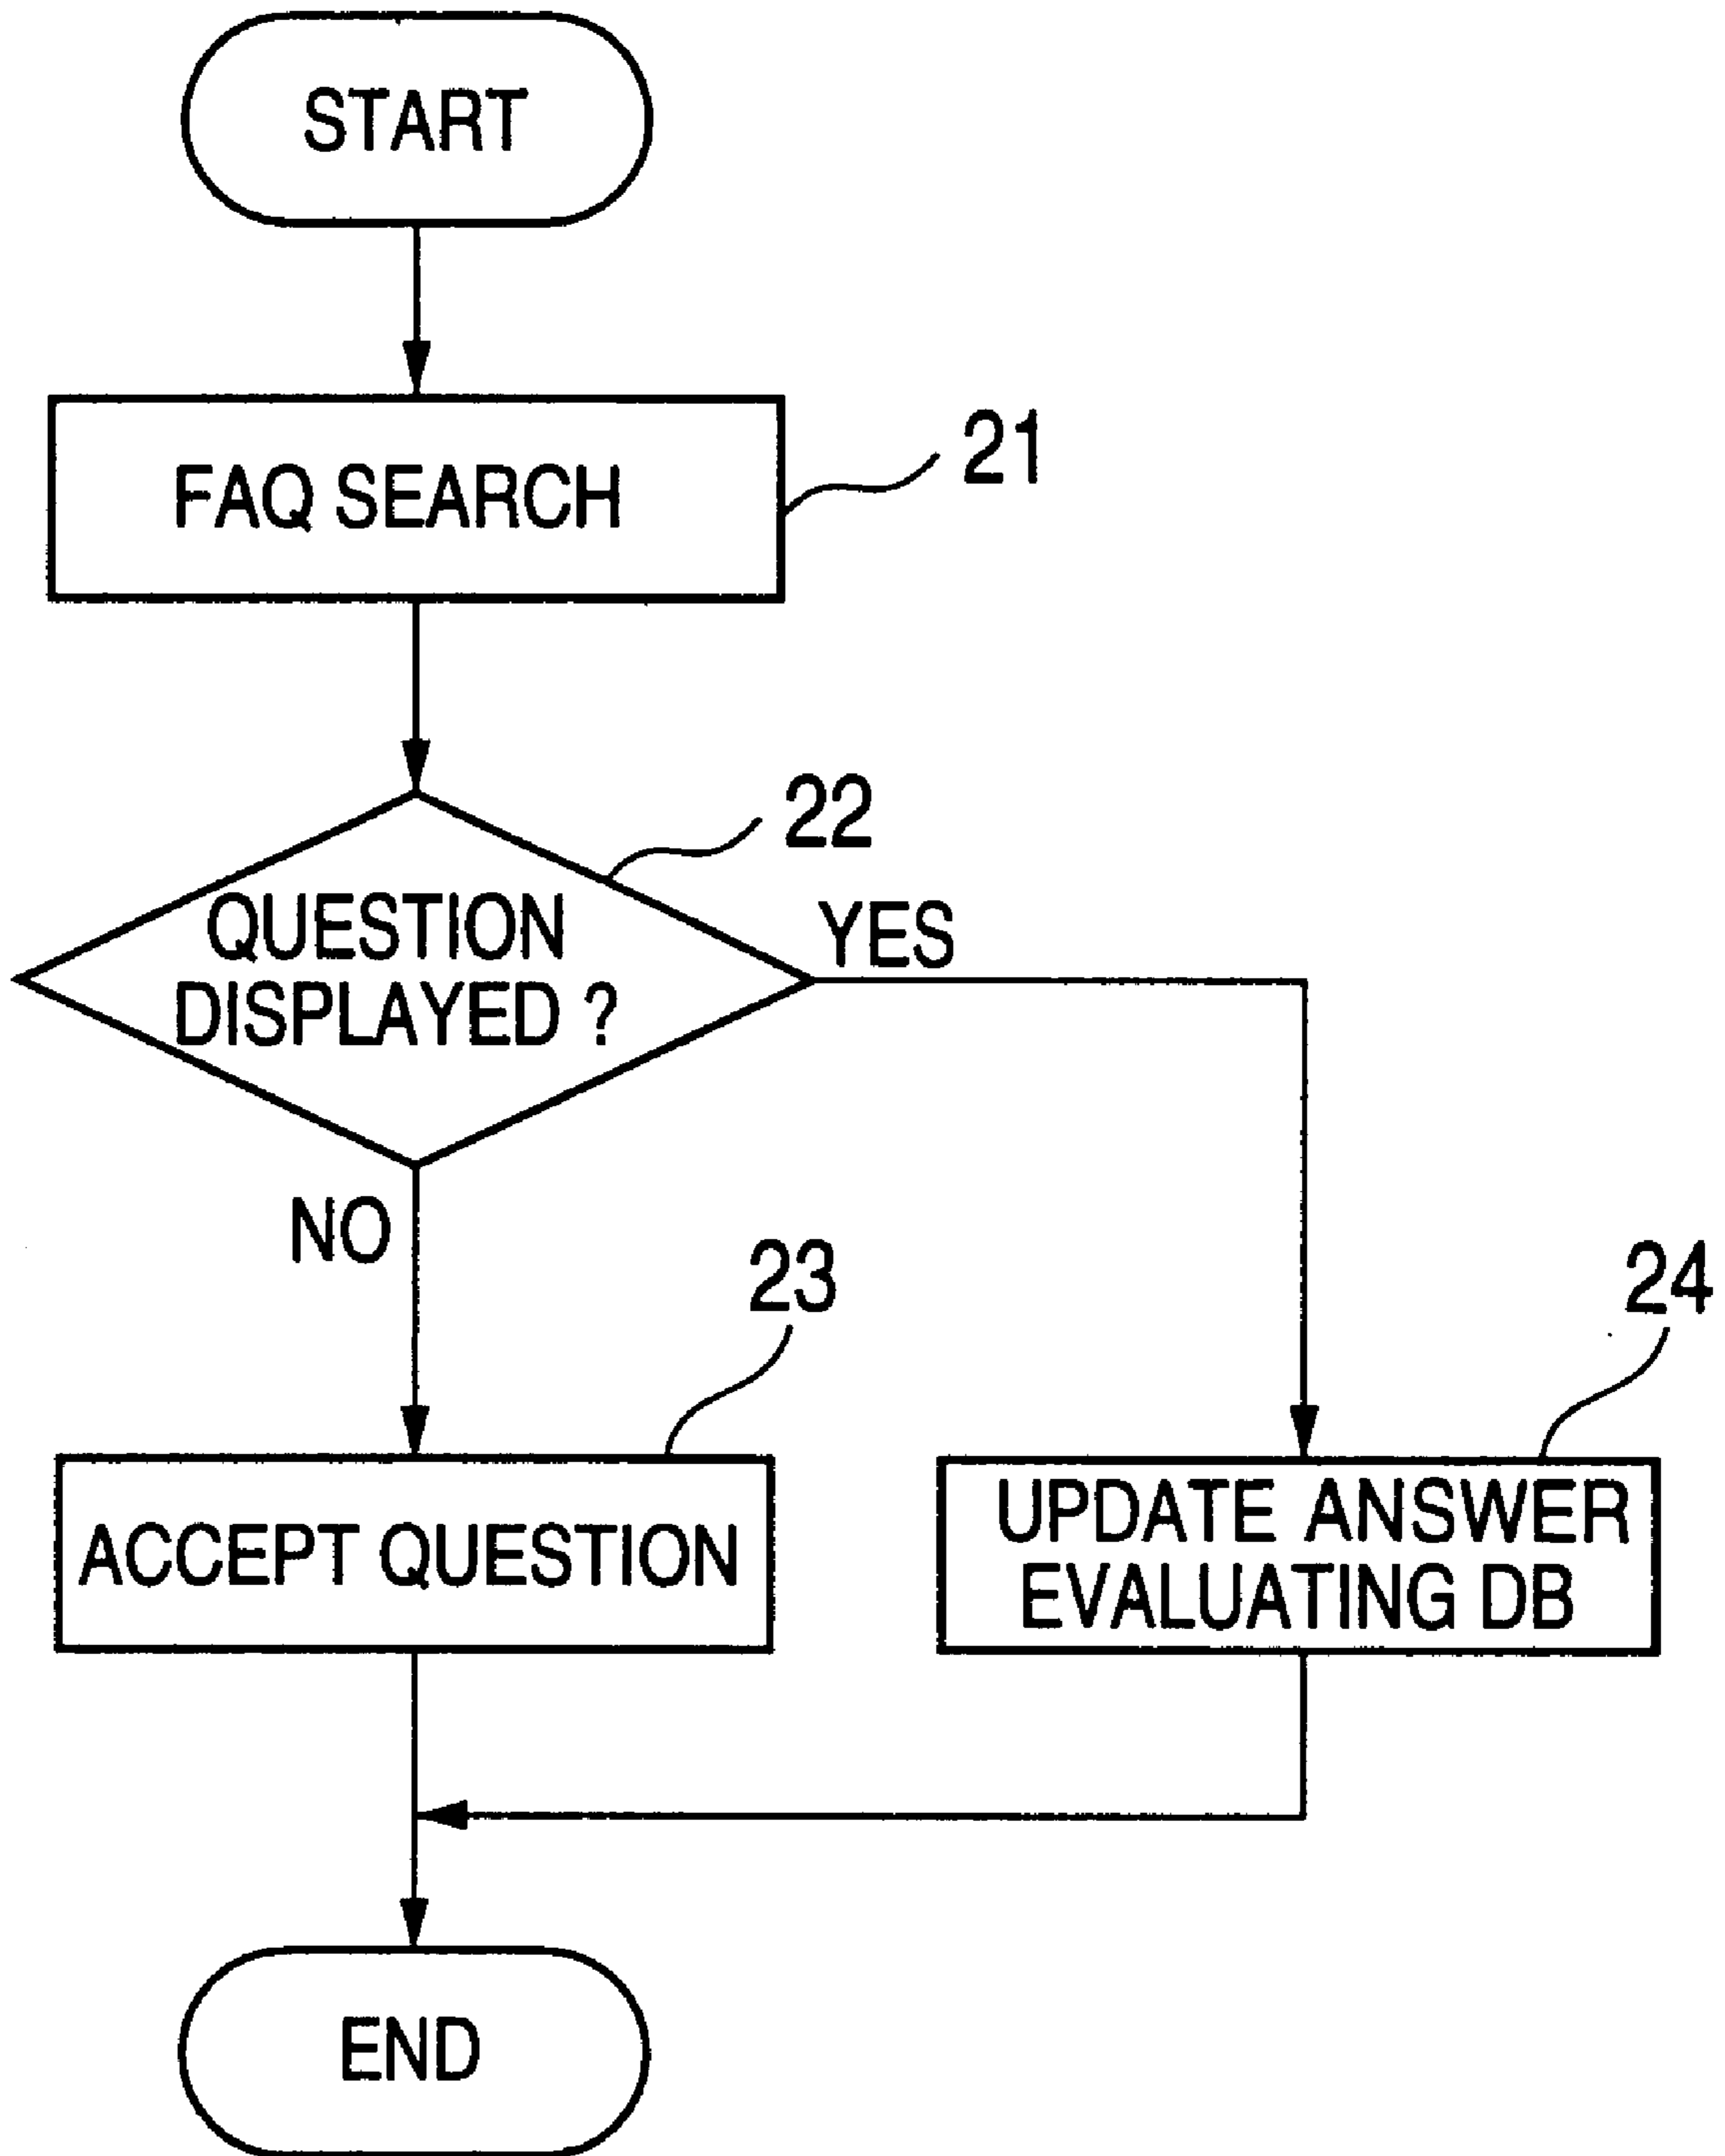 START
FAQ SEARCH
21
22
QUESTION
DISPLAYED ?
YES
NO
23
24
ACCEPT QUESTION
UPDATE ANSWER
EVALUATING DB
END